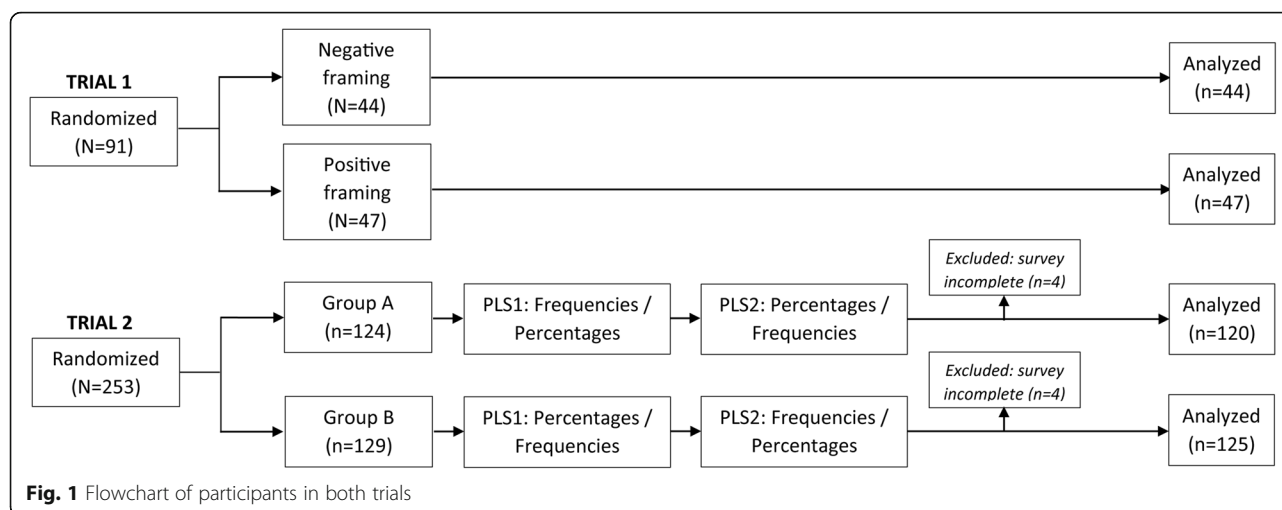 TRIAL 1
Randomized
(N=91)
Negative
framing
(N=44)
Analyzed
(n=44)
Positive
framing
(N=47)
Analyzed
(n=47)
TRIAL 2
Randomized
(N=253)
Group A
(n=124)
PLS1: Frequencies /
Percentages
PLS2: Percentages /
Frequencies
Excluded: survey
incomplete (n=4)
Analyzed
(n=120)
Group B
(n=129)
PLS1: Percentages /
Frequencies
PLS2: Frequencies /
Percentages
Excluded: survey
incomplete (n=4)
Analyzed
(n=125)
Fig. 1 Flowchart of participants in both trials